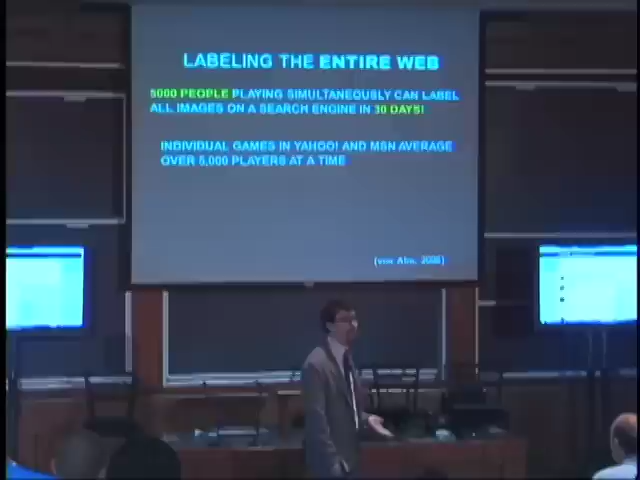 LABELING THE ENTIRE WEB
5000 PEOPLE PLAYING SIMULTANEOUSLY CAN LABEL
ALL IMAGES ON A SEARCH ENGINE IN 30 DAYS!
INDIVIDUAL GAMES IN YAHOO! AND MSN AVERAGE
OVER 5,000 PLAYERS AT A TIME